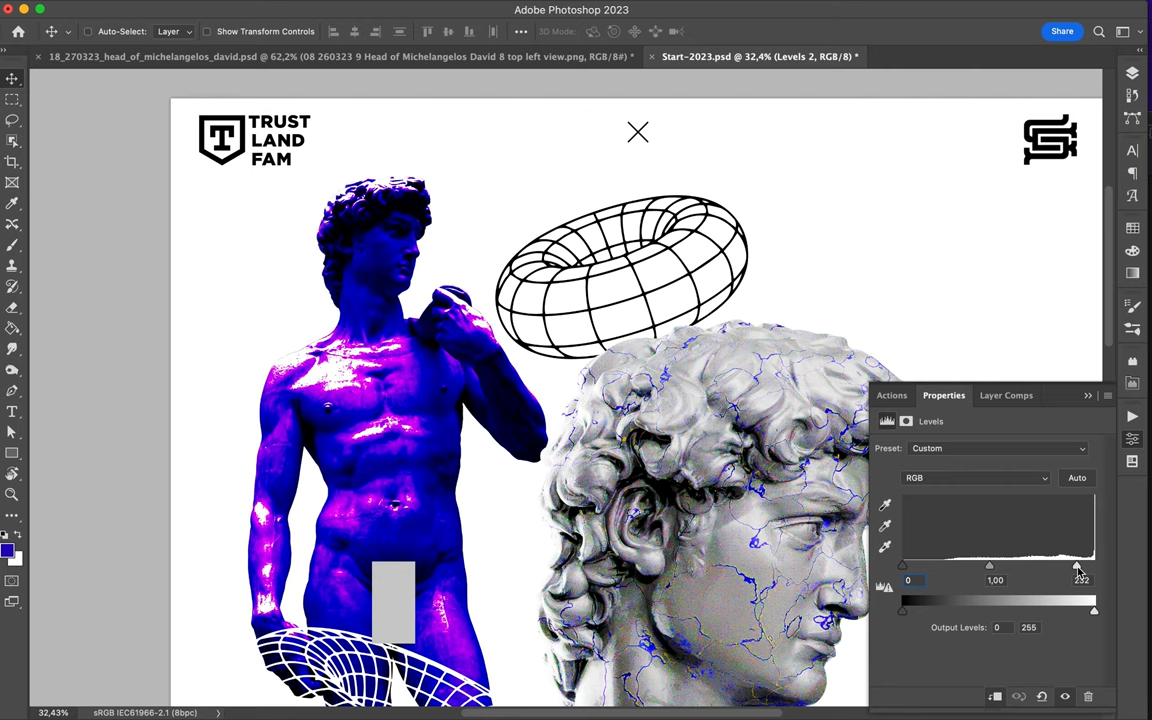 Adobe Photoshop 2023
Auto-Select:
Layer
Show Transform Controls
3D Mode:
Share
18_270323_head_of_michelangelos_david.psd @ 62,2% (08 260323 9 Head of Michelangelos David 8 top left view.png, RGB/8#) *
Start-2023.psd @ 32,4% (Levels 2, RGB/8) *
T
TRUST
LAND
FAM
Actions
Properties
Layer Comps
Levels
Preset:
Custom
RGB
Auto
0
1,00
Output Levels:
0
255
32,43%
sRGB IEC61966-2.1 (8bpc)